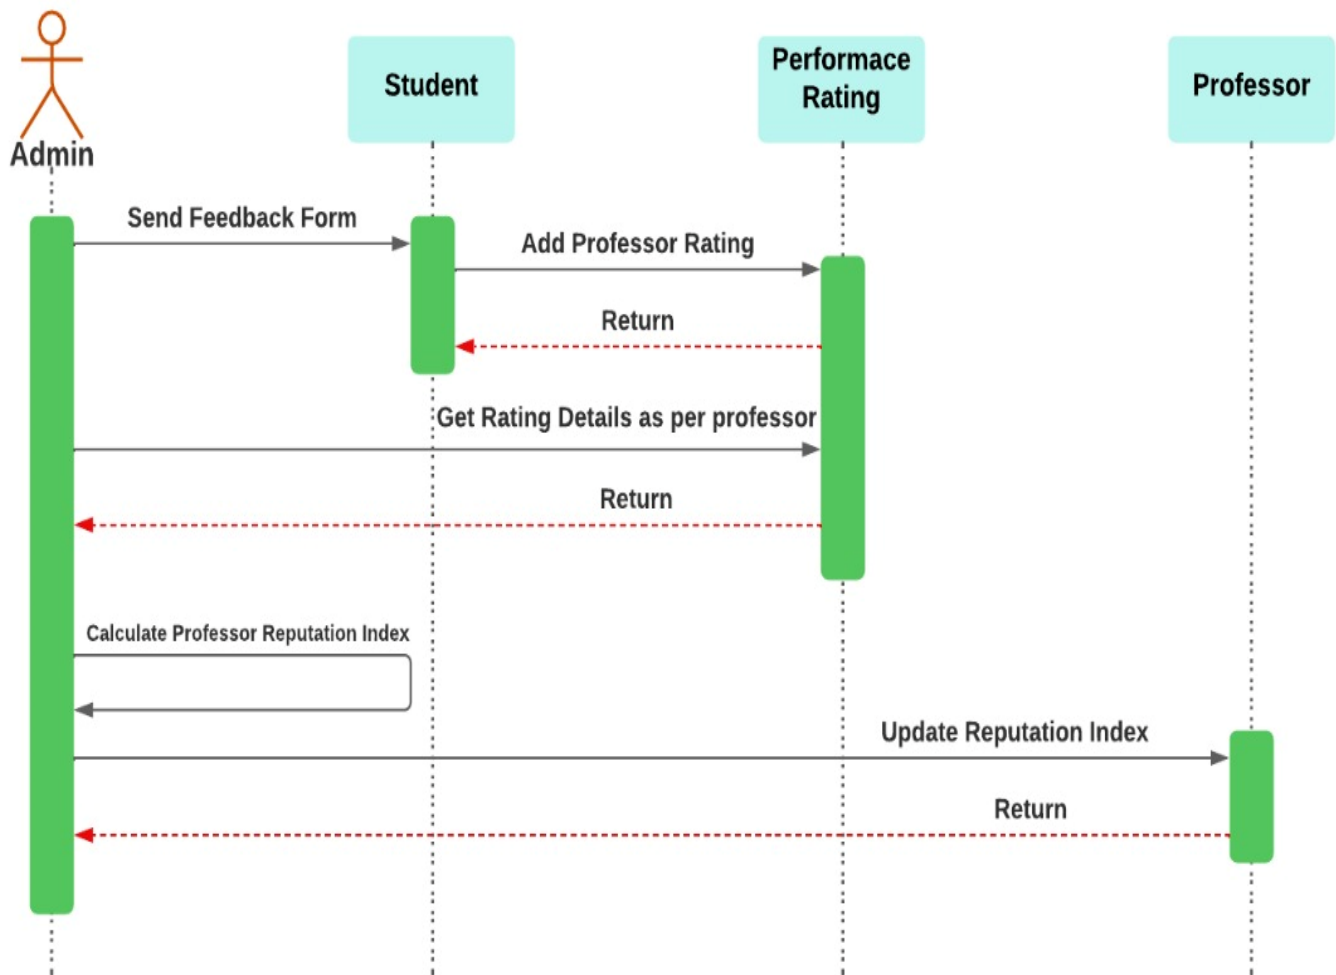 Admin
Student
Performace
Rating
Professor
Send Feedback Form
Add Professor Rating
Return
Get Rating Details as per professor
Return
Calculate Professor Reputation Index
Update Reputation Index
Return